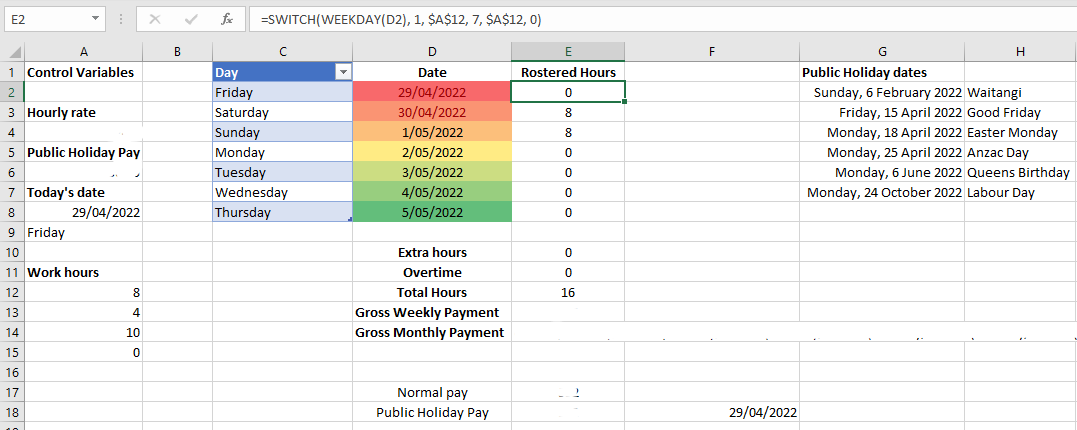 E2 fx =SWITCH(WEEKDAY(D2), 1, $A$12, 7, $A$12, 0)
A B C D E F G H
1 Control Variables Day Date Rostered Hours Public Holiday dates
2 Friday 29/04/2022 0 Sunday, 6 February 2022 Waitangi
3 Hourly rate Saturday 30/04/2022 8 Friday, 15 April 2022 Good Friday
4 Sunday 1/05/2022 8 Monday, 18 April 2022 Easter Monday
5 Public Holiday Pay Monday 2/05/2022 0 Monday, 25 April 2022 Anzac Day
6 Tuesday 3/05/2022 0 Monday, 6 June 2022 Queens Birthday
7 Today's date Wednesday 4/05/2022 0 Monday, 24 October 2022 Labour Day
8 29/04/2022 Thursday 5/05/2022 0
9 Friday
10 Extra hours 0
11 Work hours Overtime 0
12 8 Total Hours 16
13 4 Gross Weekly Payment
14 10 Gross Monthly Payment
15 0
16
17 Normal pay
18 Public Holiday Pay 29/04/2022